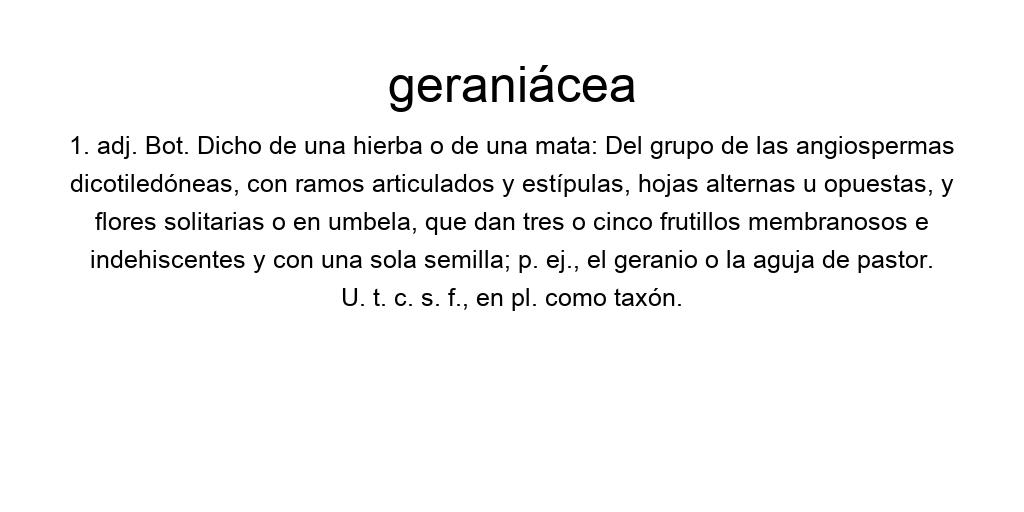 geraniácea
1. adj. Bot. Dicho de una hierba o de una mata: Del grupo de las angiospermas
dicotiledóneas, con ramos articulados y estípulas, hojas alternas u opuestas, y
flores solitarias o en umbela, que dan tres o cinco frutillos membranosos e
indehiscentes y con una sola semilla; p. ej., el geranio o la aguja de pastor.
U. t. c. s. f., en pl. como taxón.